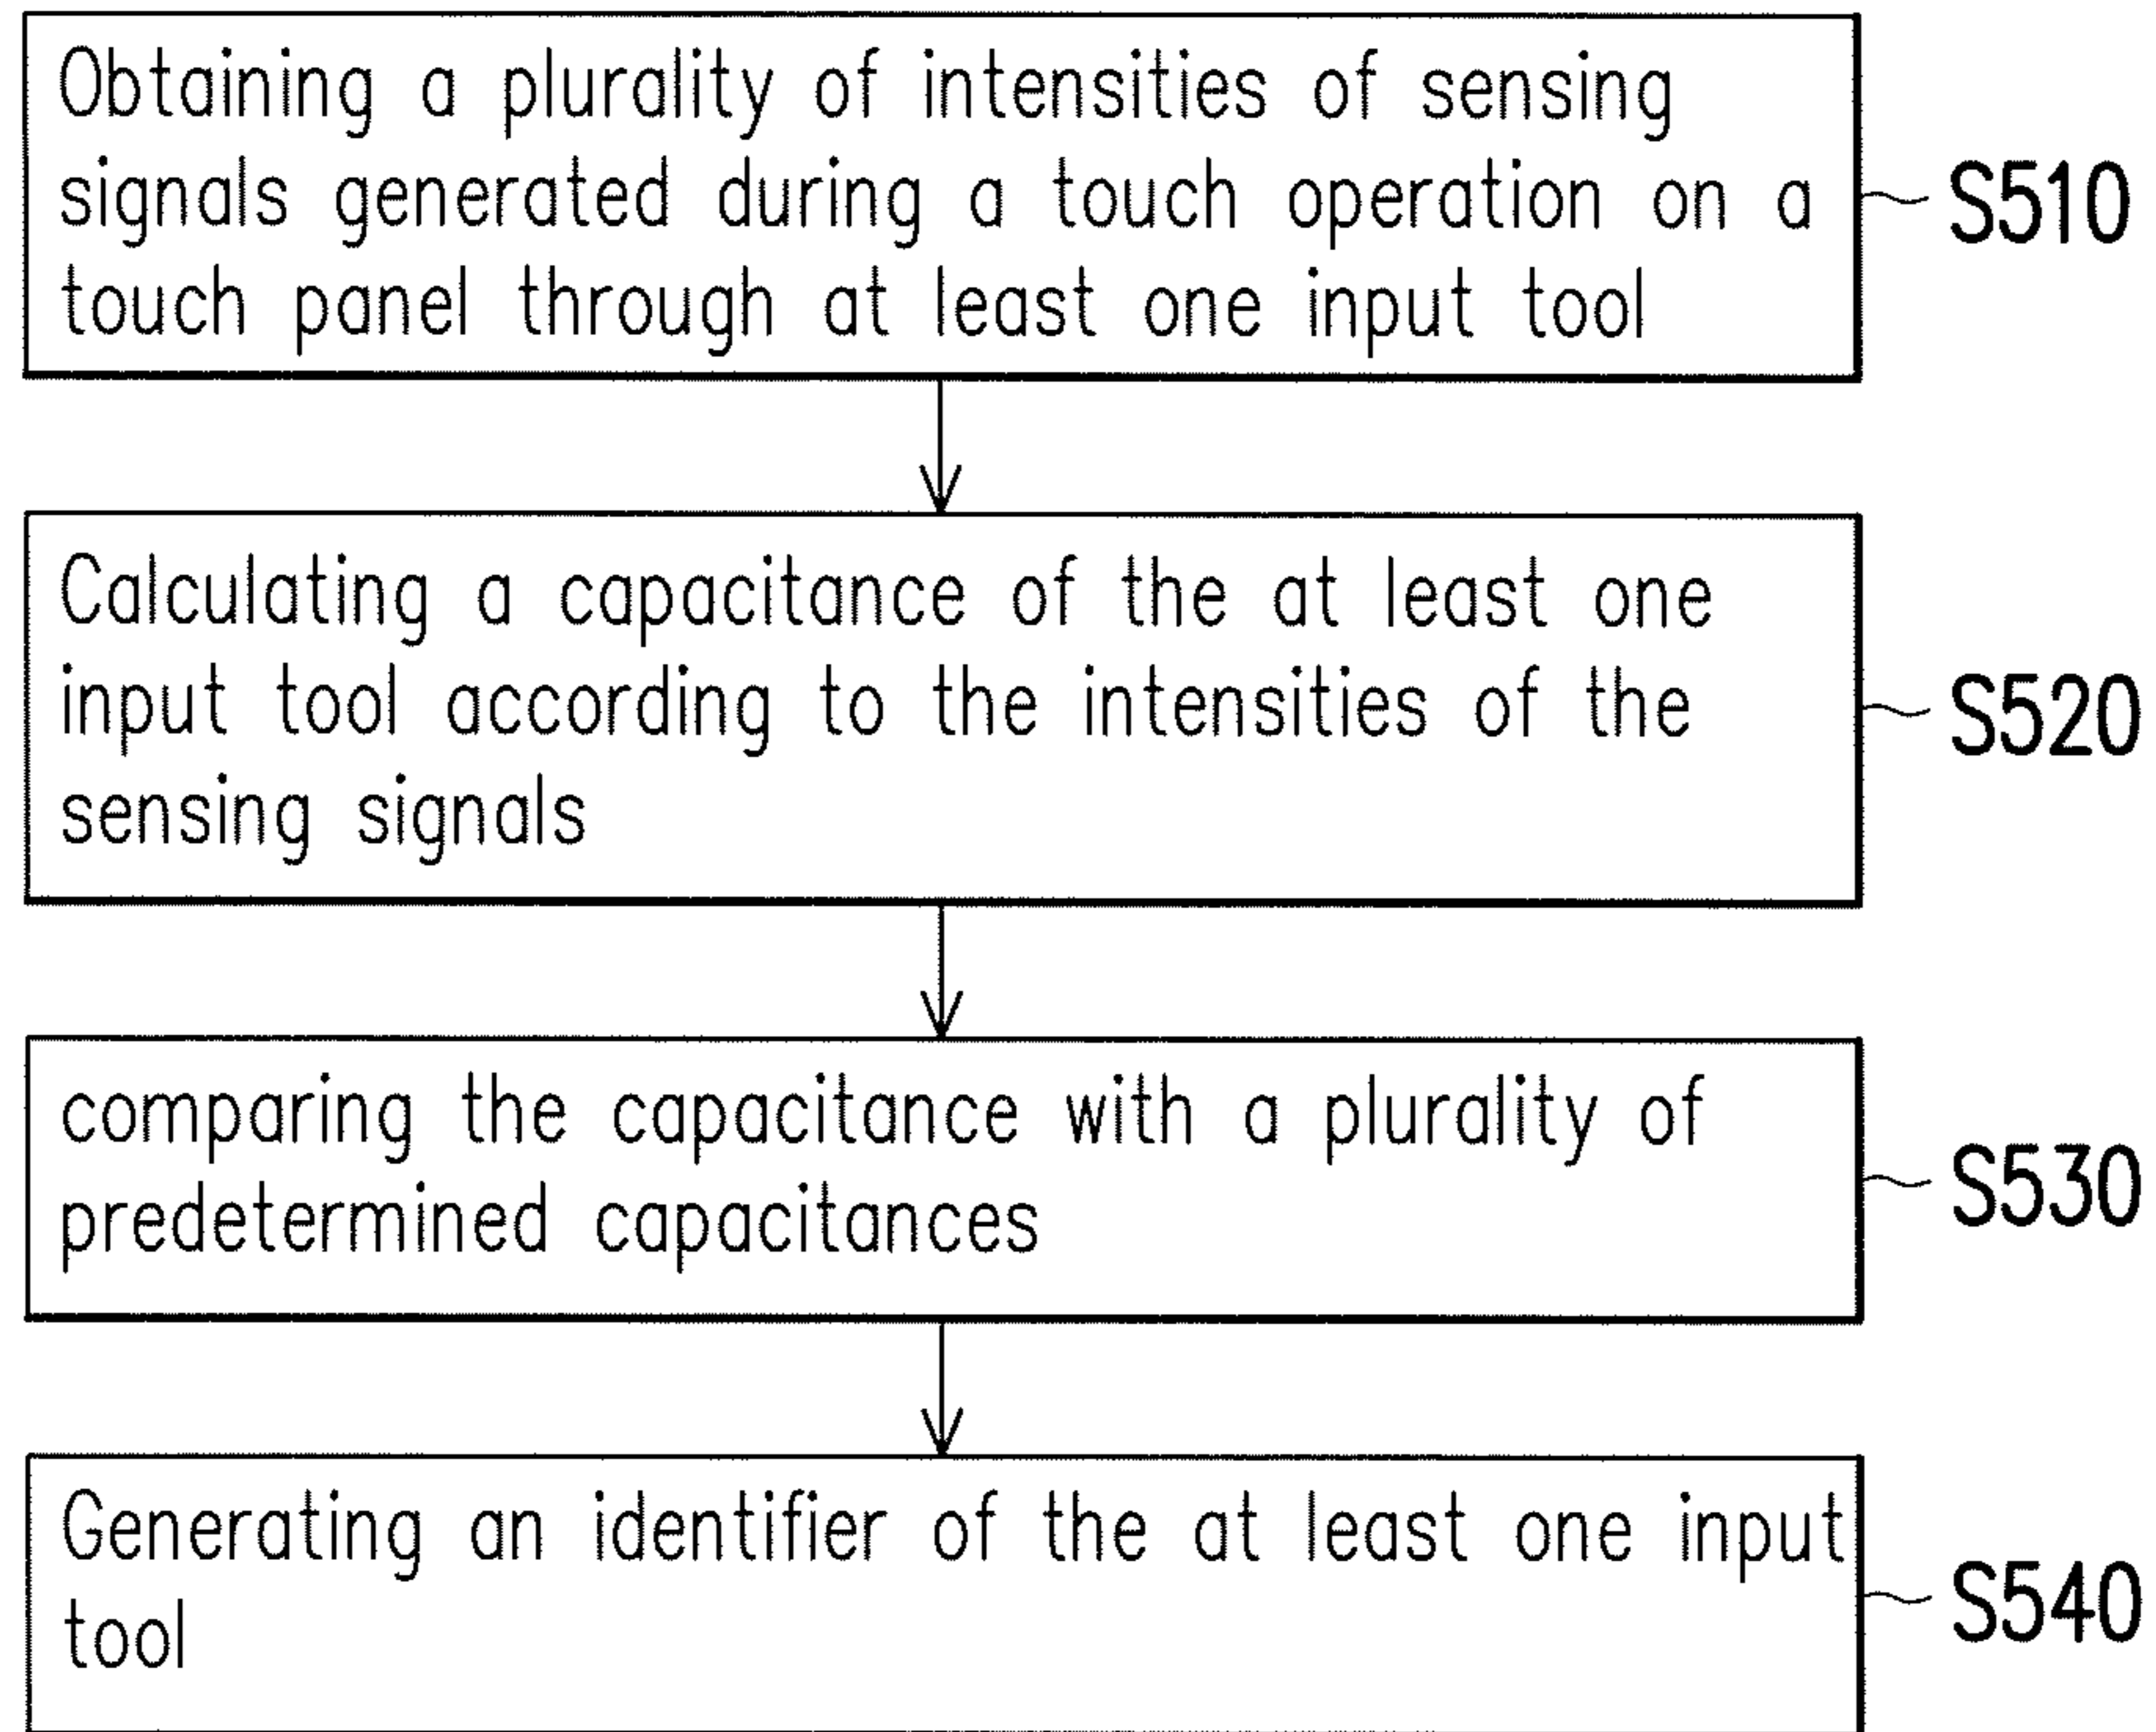 Obtaining a plurality of intensities of sensing
signals generated during a touch operation on a
touch panel through at least one input tool
S510
Calculating a capacitance of the at least one
input tool according to the intensities of the
sensing signals
S520
comparing the capacitance with a plurality of
predetermined capacitances
S530
Generating an identifier of the at least one input
tool
S540